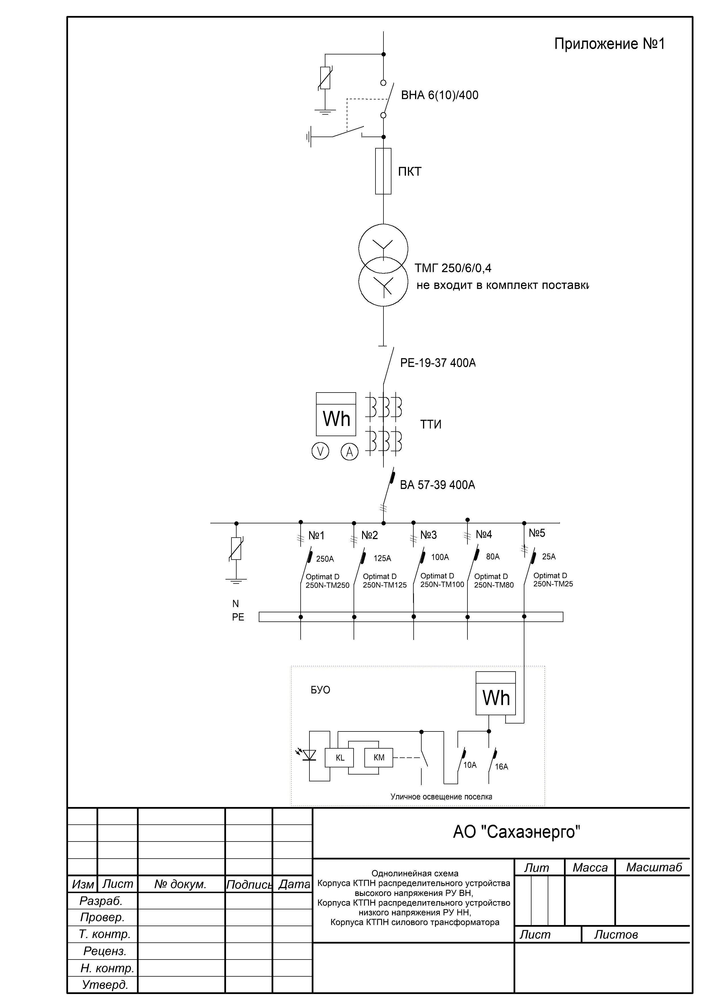 Приложение №1
ВНА 6(10)/400
ПКТ
ТМГ 250/6/0,4
не входит в комплект поставки
РЕ-19-37 400А
Wh
ТТИ
V
A
ВА 57-39 400А
№1
№2
№3
№4
№5
250А
125А
100А
80А
25А
Optimat D
250N-TM250
Optimat D
250N-TM125
Optimat D
250N-TM100
Optimat D
250N-TM80
Optimat D
250N-TM25
N
PE
БУО
Wh
KL
KM
10А
16А
Уличное освещение поселка
АО "Сахаэнерго"
Однолинейная схема
Корпуса КТПН распределительного устройства
высокого напряжения РУ ВН,
Корпуса КТПН распределительного устройство
низкого напряжения РУ НН,
Корпуса КТПН силового трансформатора
Лит
Масса
Масштаб
Лист
Листов
Изм
Лист
№ докум.
Подпись
Дата
Разраб.
Провер.
Т. контр.
Реценз.
Н. контр.
Утверд.